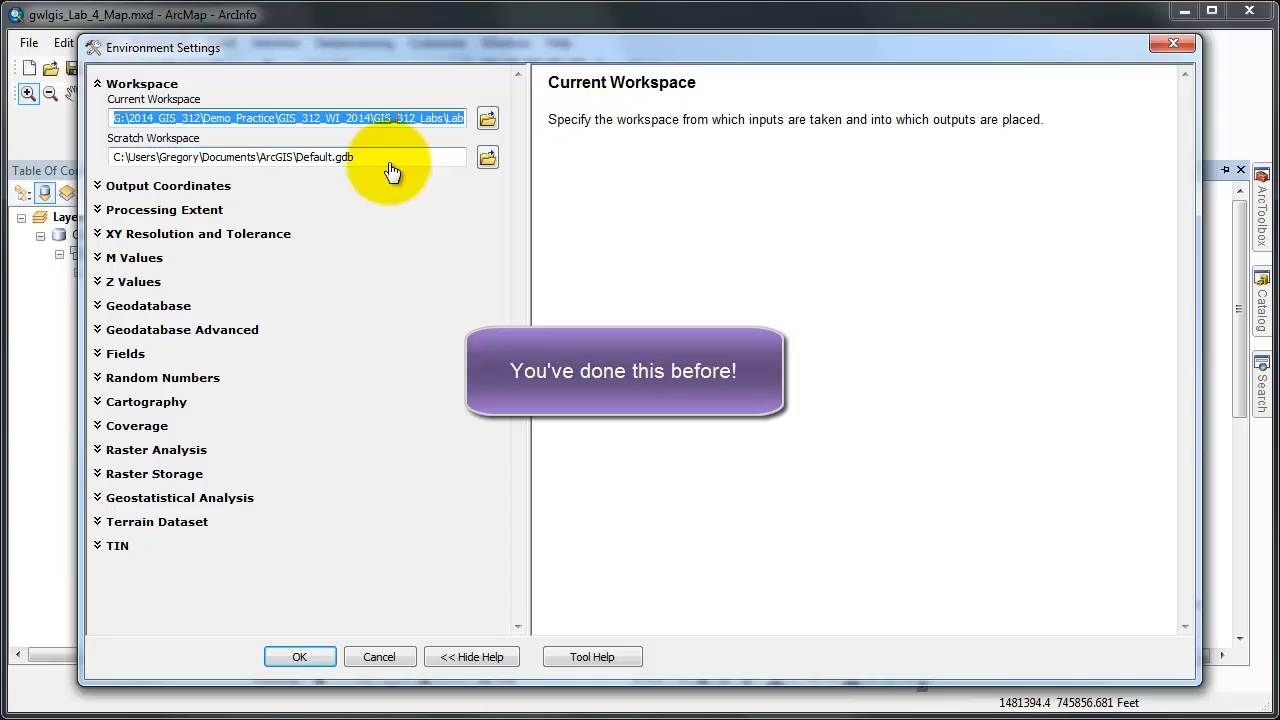 gwlgis_Lab_4_Map.mxd - ArcMap - ArcInfo
File Edit
Environment Settings
Workspace
Current Workspace
G:\2014_GIS_312\Demo_Practice\GIS_312_WI_2014\GIS_312_Labs\Lab
Scratch Workspace
C:\Users\Gregory\Documents\ArcGIS\Default.gdb
Output Coordinates
Processing Extent
XY Resolution and Tolerance
M Values
Z Values
Geodatabase
Geodatabase Advanced
Fields
Random Numbers
Cartography
Coverage
Raster Analysis
Raster Storage
Geostatistical Analysis
Terrain Dataset
TIN
Current Workspace
Specify the workspace from which inputs are taken and into which outputs are placed.
You've done this before!
OK Cancel << Hide Help Tool Help
Table Of Co
Laye
ArcToolbox
Catalog
Search
1481394.4 745856.681 Feet